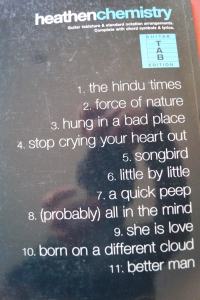 heathenchemistry
Guitar tablature & standard notation arrangements.
Complete with chord symbols & lyrics.
GUITAR
TAB
EDITION
1. the hindu times
2. force of nature
3. hung in a bad place
4. stop crying your heart out
5. songbird
6. little by little
7. a quick peep
8. (probably) all in the mind
9. she is love
10. born on a different cloud
11. better man